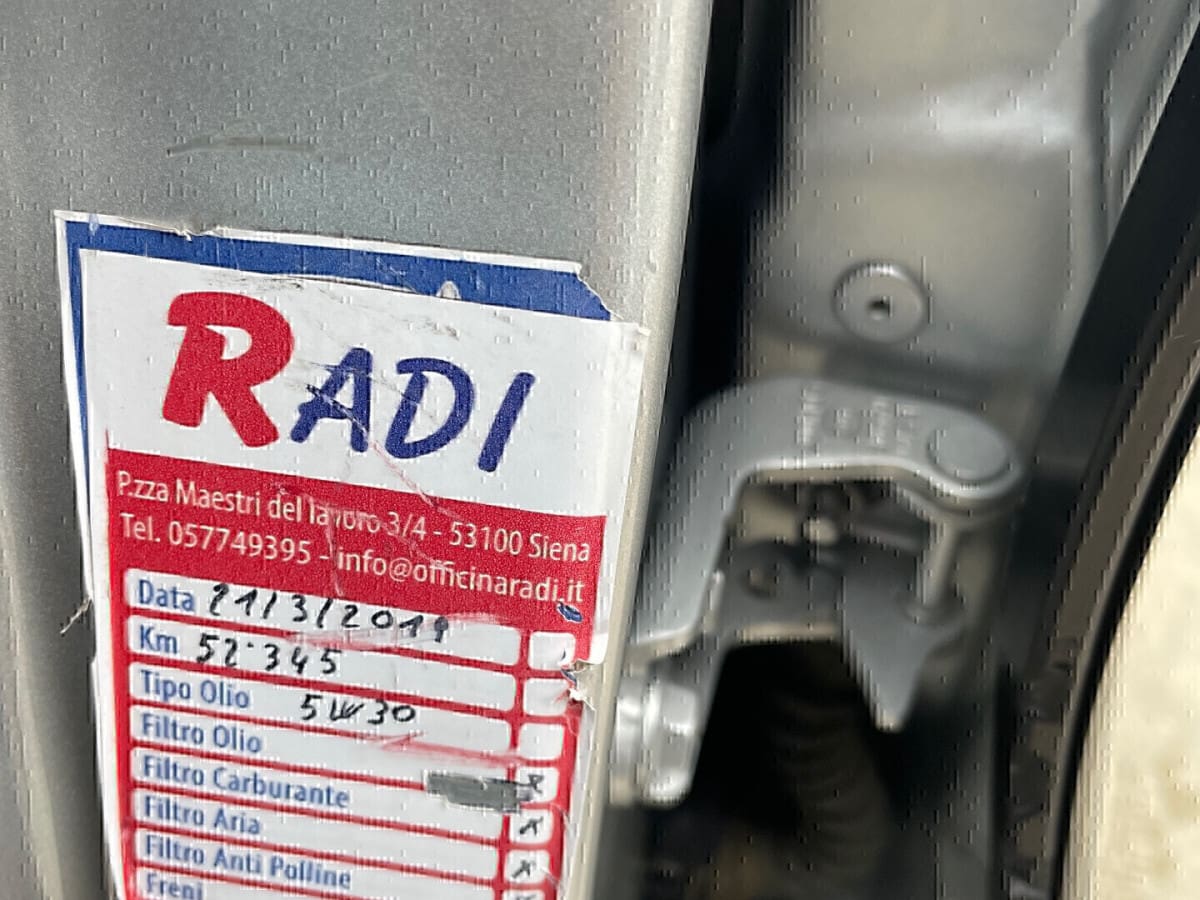 RADI
P.zza Maestri del lavoro 3/4 - 53100 Siena
Tel. 057749395 - info@officinaradi.it
Data 21/3/2019
Km 52.345
Tipo Olio 5W30
Filtro Olio
Filtro Carburante x
Filtro Aria x
Filtro Anti Polline x
Freni